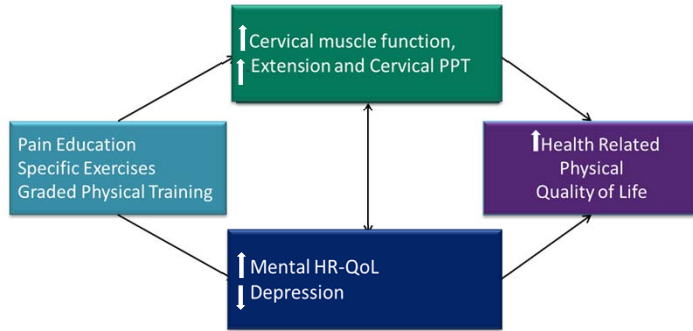 Cervical muscle function,
Extension and Cervical PPT
Pain Education
Specific Exercises
Graded Physical Training
Health Related
Physical
Quality of Life
Mental HR-QoL
Depression